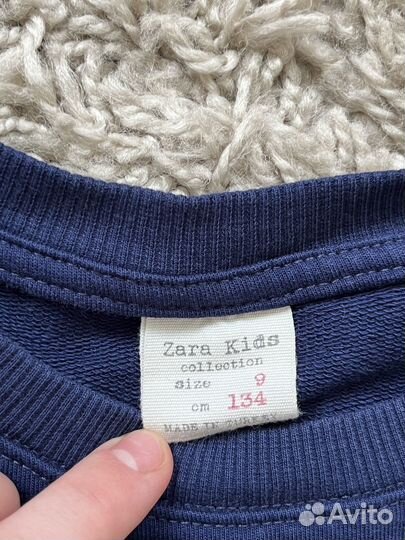 Zara Kids
collection
size 9
cm 134
MADE IN TURKEY
Avito